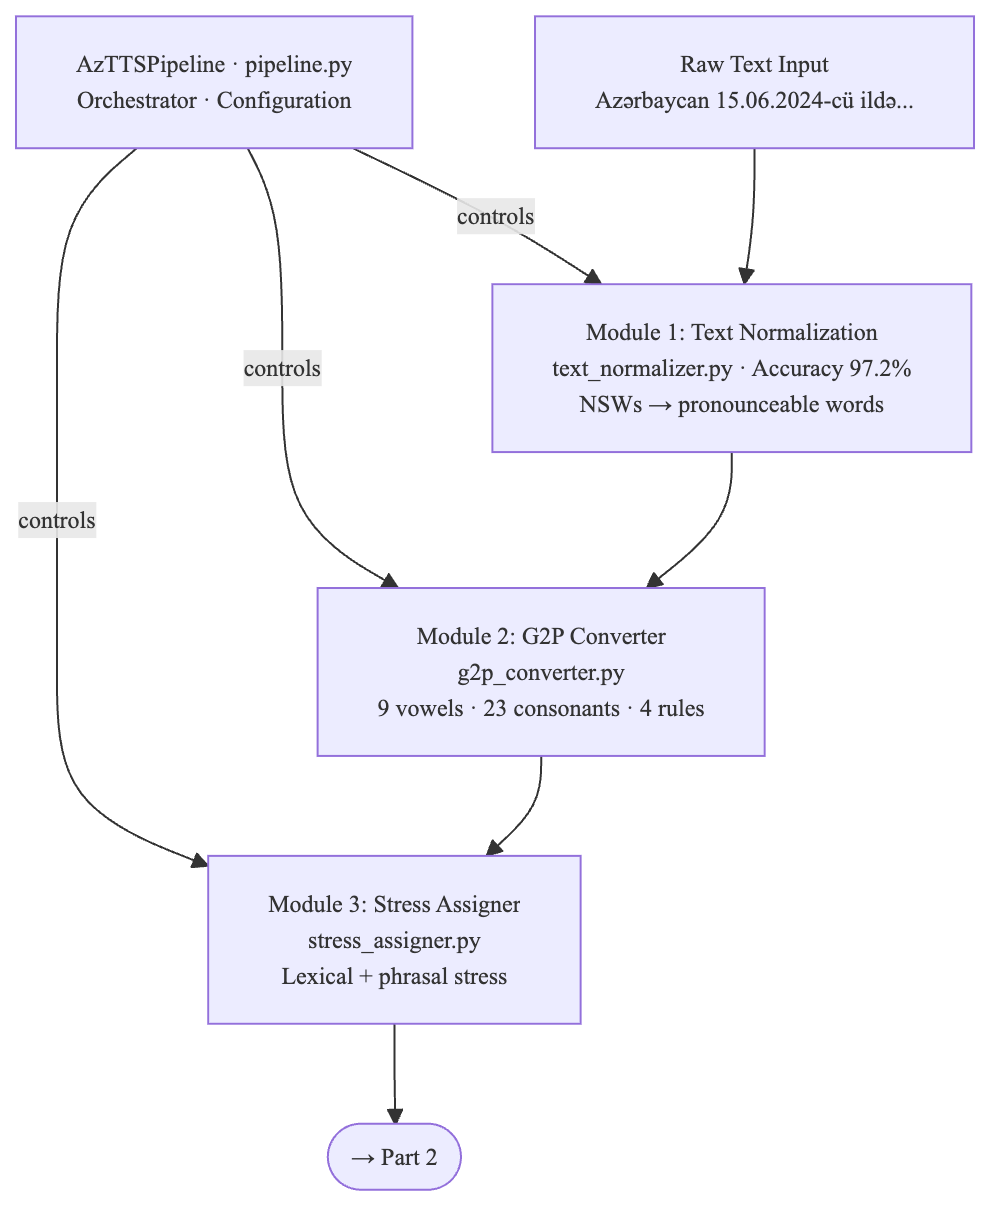 AzTTSPipeline · pipeline.py
Orchestrator · Configuration
Raw Text Input
Azərbaycan 15.06.2024-cü ildə...
controls
Module 1: Text Normalization
text_normalizer.py · Accuracy 97.2%
NSWs → pronounceable words
controls
controls
Module 2: G2P Converter
g2p_converter.py
9 vowels · 23 consonants · 4 rules
Module 3: Stress Assigner
stress_assigner.py
Lexical + phrasal stress
→ Part 2